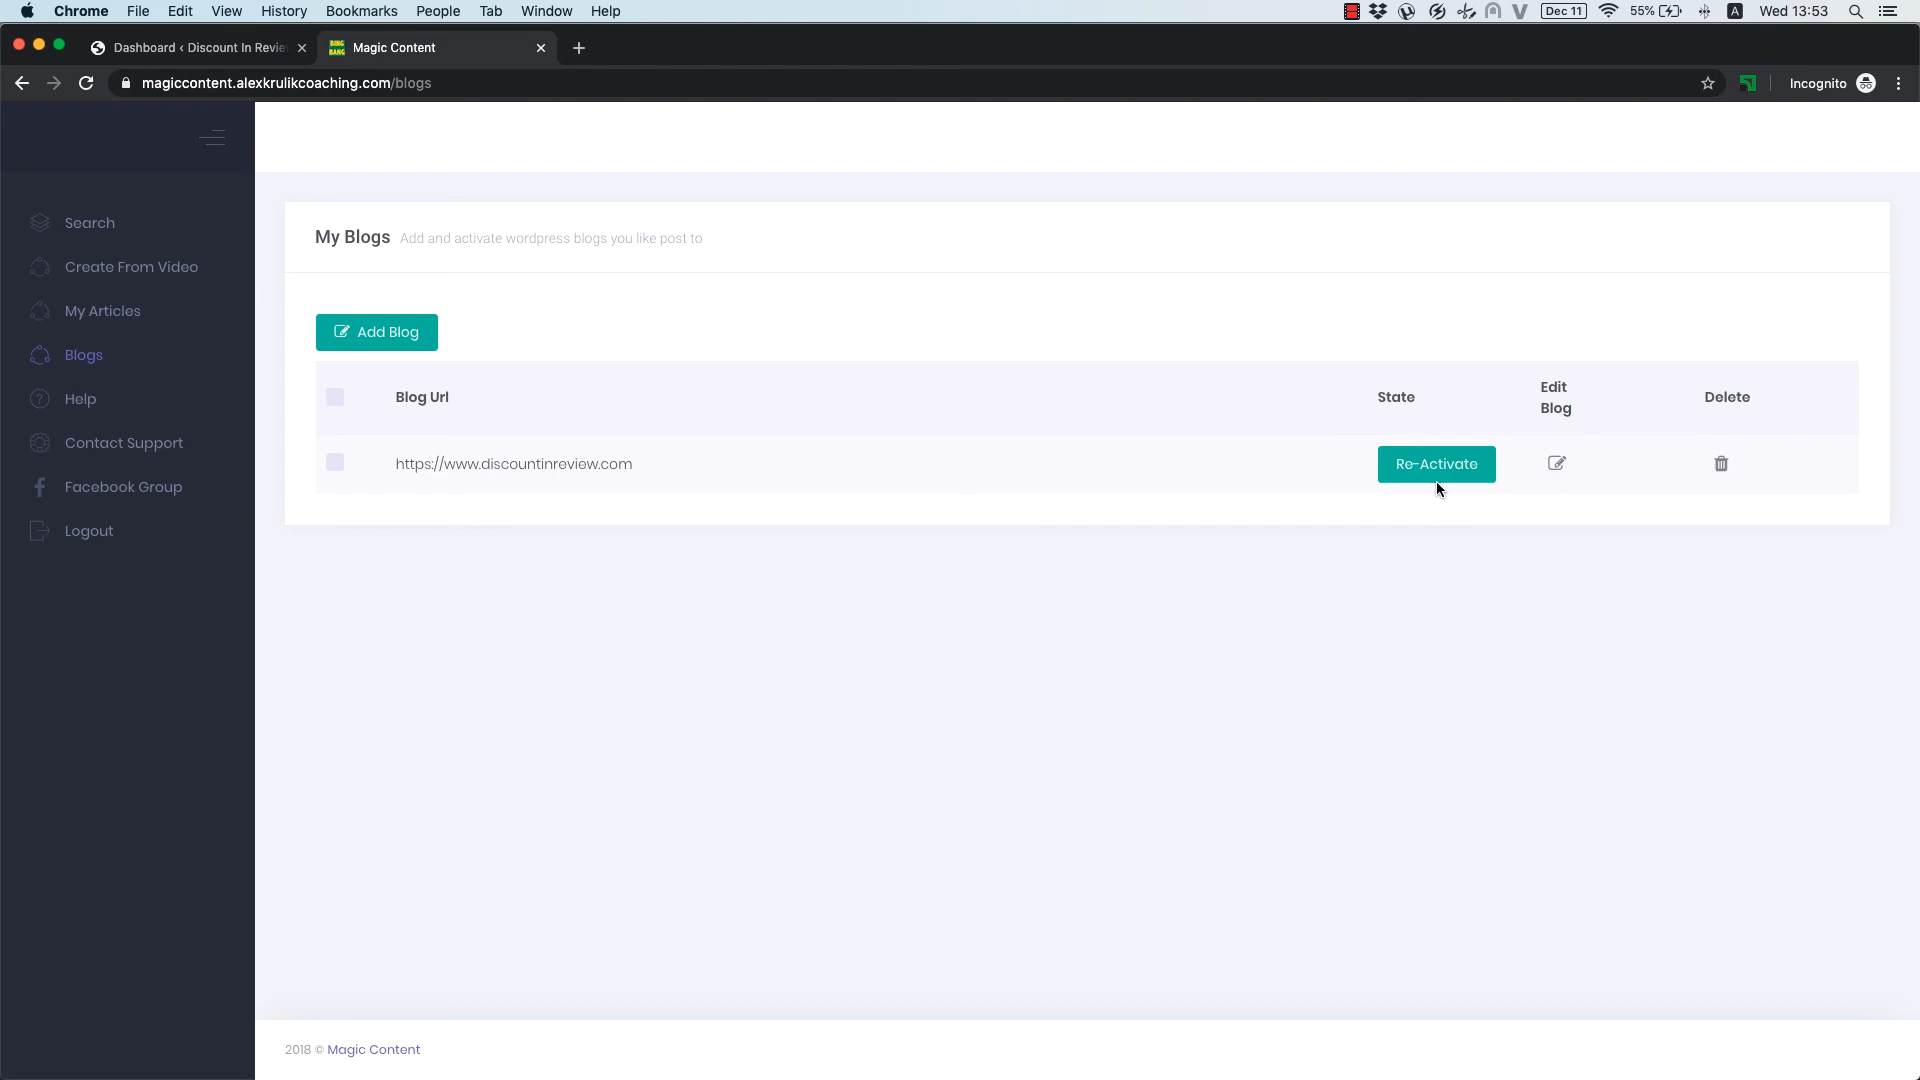 Chrome File Edit View History Bookmarks People Tab Window Help Dec 11 55% A Wed 13:53
Dashboard ‹ Discount In Revie Magic Content
magiccontent.alexkrulikcoaching.com/blogs Incognito
Search
Create From Video
My Articles
Blogs
Help
Contact Support
Facebook Group
Logout
My Blogs Add and activate wordpress blogs you like post to
Add Blog
Blog Url State Edit Blog Delete
https://www.discountinreview.com Re-Activate
2018 © Magic Content